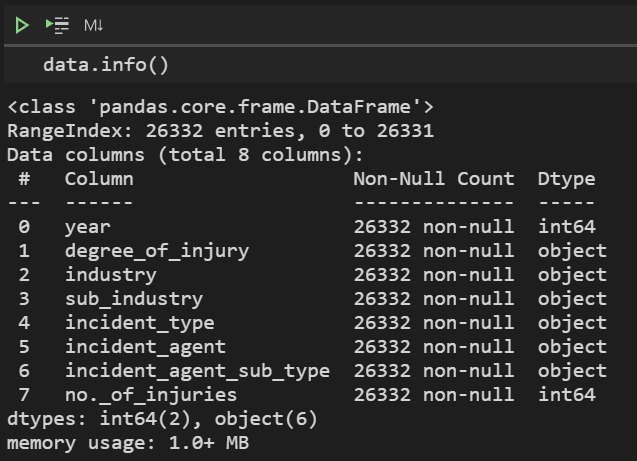 M↓
data.info()
<class 'pandas.core.frame.DataFrame'>
RangeIndex: 26332 entries, 0 to 26331
Data columns (total 8 columns):
 #   Column                   Non-Null Count  Dtype
---  ------                   --------------  -----
 0   year                     26332 non-null  int64
 1   degree_of_injury         26332 non-null  object
 2   industry                 26332 non-null  object
 3   sub_industry             26332 non-null  object
 4   incident_type            26332 non-null  object
 5   incident_agent           26332 non-null  object
 6   incident_agent_sub_type  26332 non-null  object
 7   no._of_injuries          26332 non-null  int64
dtypes: int64(2), object(6)
memory usage: 1.0+ MB